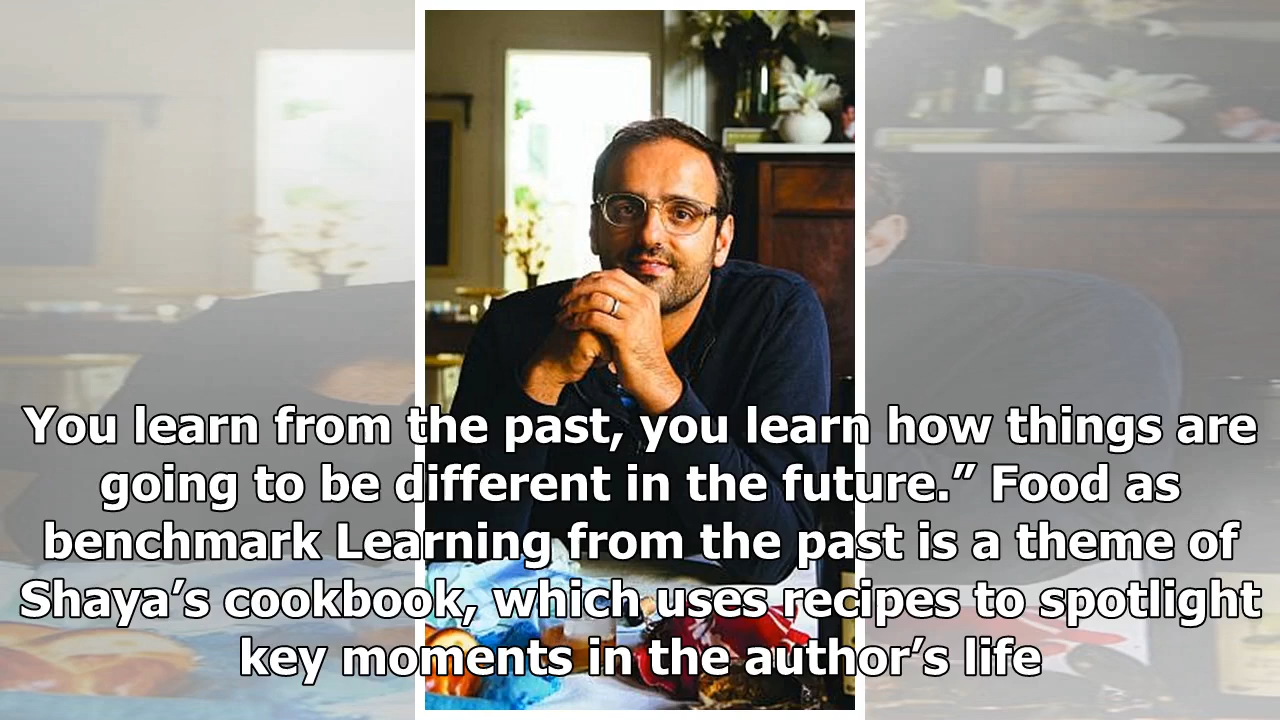 You learn from the past, you learn how things are
going to be different in the future.” Food as
benchmark Learning from the past is a theme of
Shaya’s cookbook, which uses recipes to spotlight
key moments in the author’s life